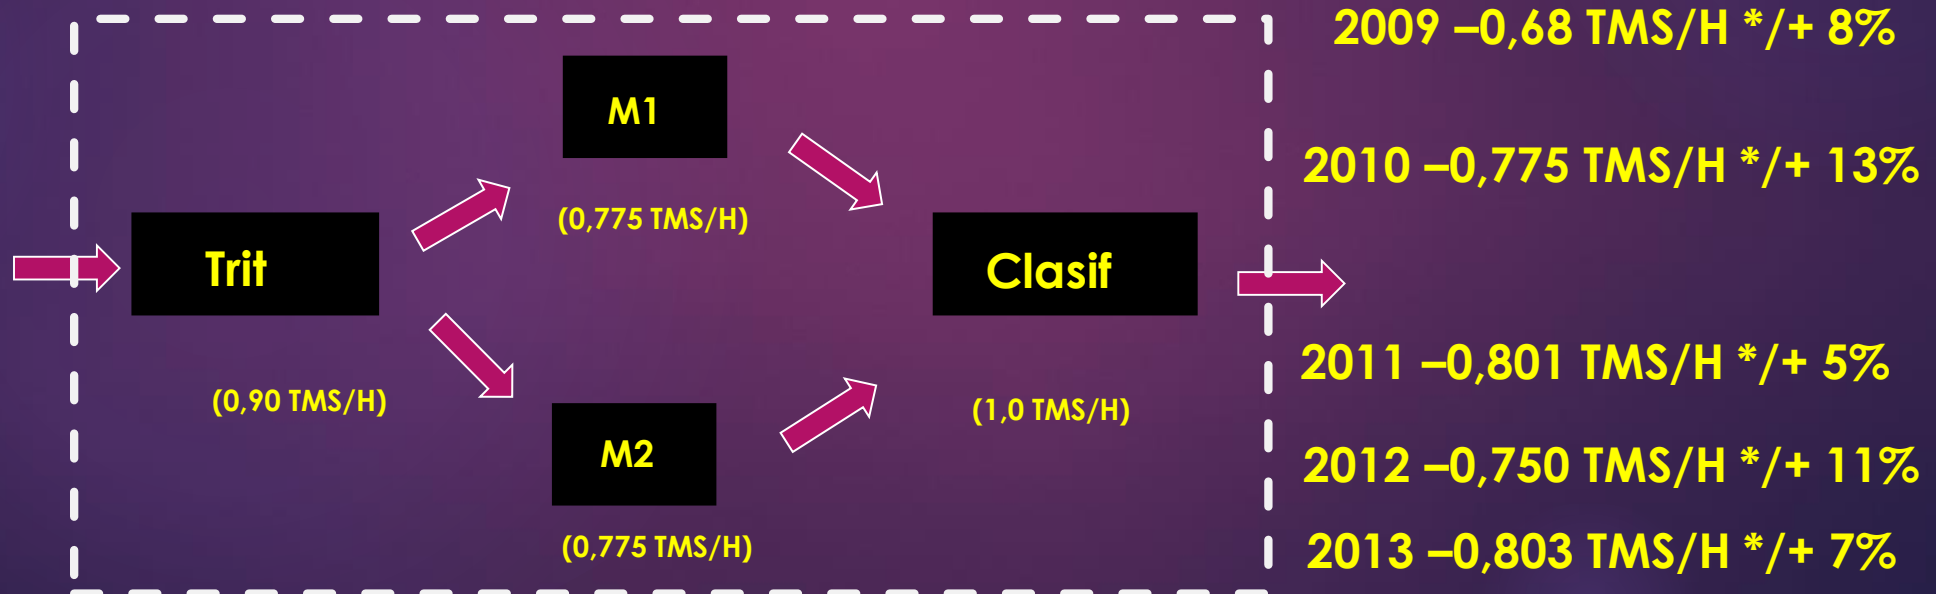 M1
(0,775 TMS/H)
Trit
(0,90 TMS/H)
M2
(0,775 TMS/H)
Clasif
(1,0 TMS/H)
2009 –0,68 TMS/H */+ 8%
2010 –0,775 TMS/H */+ 13%
2011 –0,801 TMS/H */+ 5%
2012 –0,750 TMS/H */+ 11%
2013 –0,803 TMS/H */+ 7%